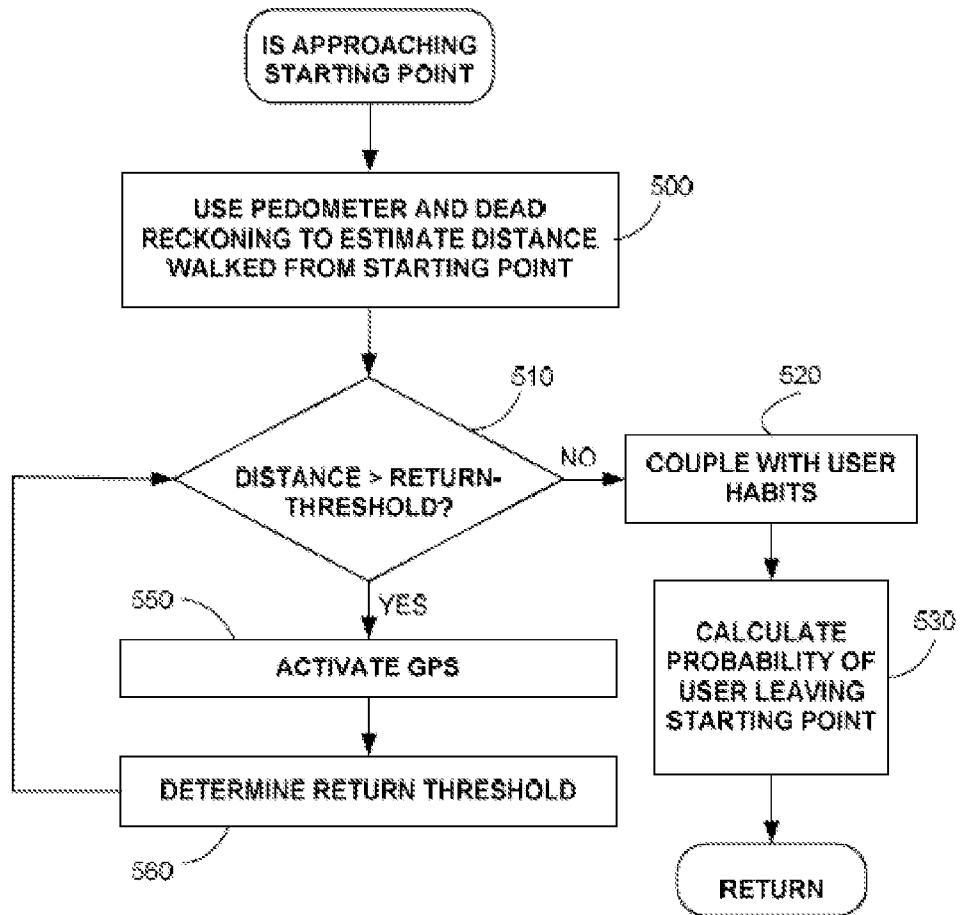 IS APPROACHING
STARTING POINT
USE PEDOMETER AND DEAD
RECKONING TO ESTIMATE DISTANCE
WALKED FROM STARTING POINT
500
510
DISTANCE > RETURN-
THRESHOLD?
NO
520
COUPLE WITH USER
HABITS
YES
550
ACTIVATE GPS
530
CALCULATE
PROBABILITY OF
USER LEAVING
STARTING POINT
DETERMINE RETURN THRESHOLD
560
RETURN